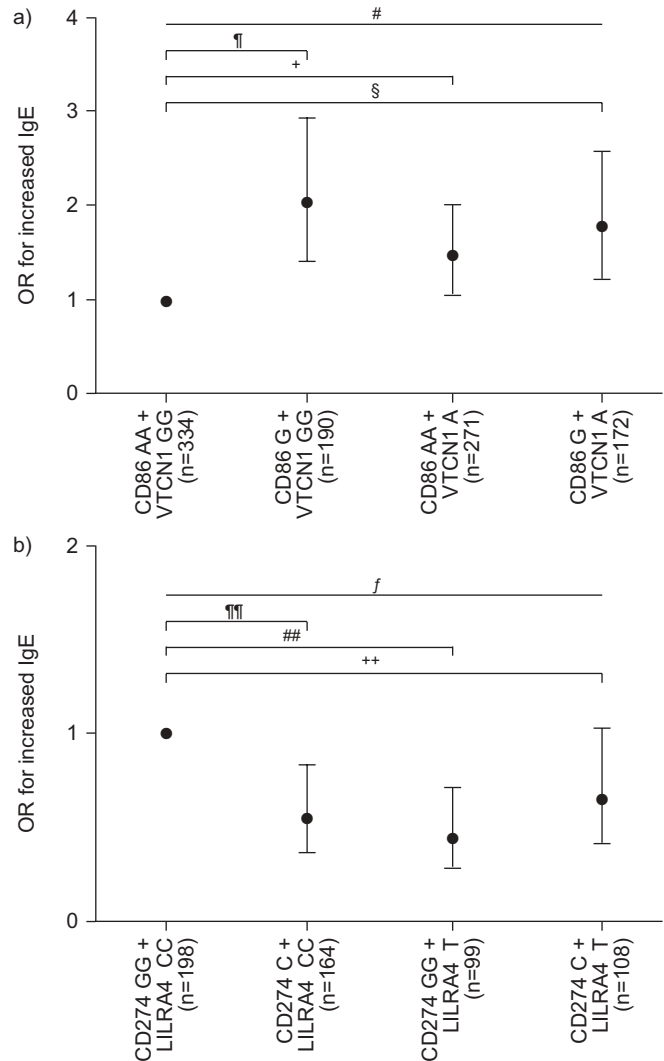 a)
4
3
2
1
0
OR for increased IgE
#
¶
+
§
CD86 AA +
VTCN1 GG
(n=334)
CD86 G +
VTCN1 GG
(n=190)
CD86 AA +
VTCN1 A
(n=271)
CD86 G +
VTCN1 A
(n=172)
b)
2
1
0
OR for increased IgE
ƒ
¶¶
##
++
CD274 GG +
LILRA4 CC
(n=198)
CD274 C +
LILRA4 CC
(n=164)
CD274 GG +
LILRA4 T
(n=99)
CD274 C +
LILRA4 T
(n=108)